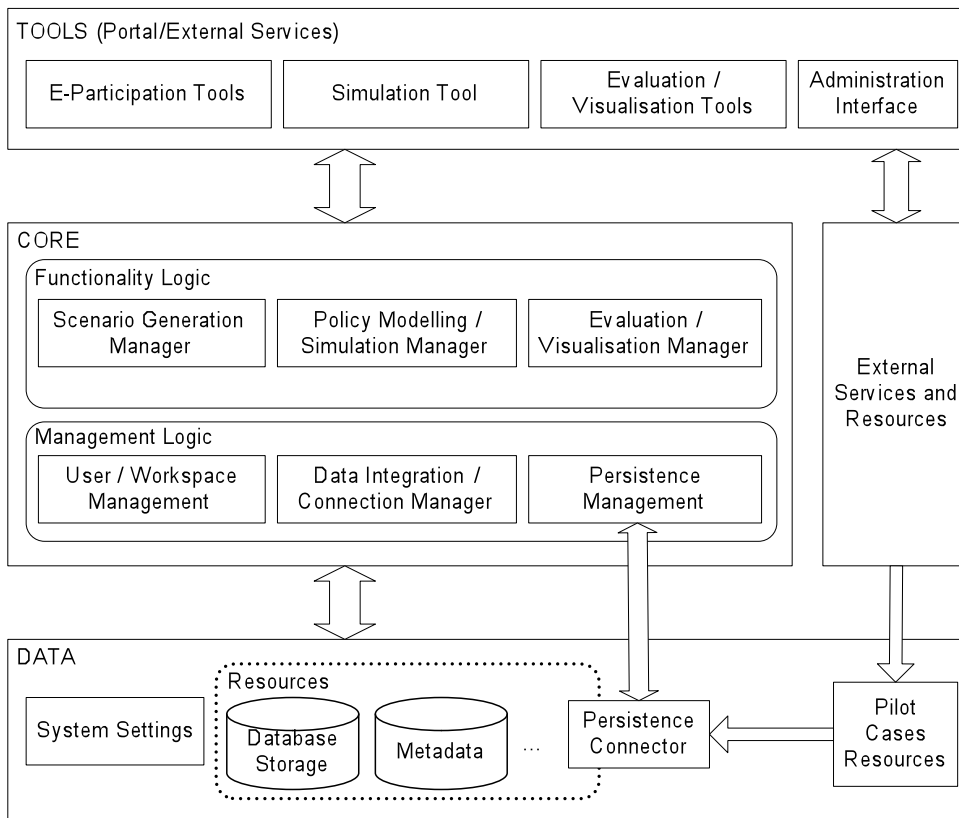 TOOLS (Portal/External Services)
E-Participation Tools
Simulation Tool
Evaluation /
Visualisation Tools
Administration
Interface
CORE
Functionality Logic
Scenario Generation
Manager
Policy Modelling /
Simulation Manager
Evaluation /
Visualisation Manager
Management Logic
User / Workspace
Management
Data Integration /
Connection Manager
Persistence
Management
External
Services and
Resources
DATA
System Settings
Resources
Database
Storage
Metadata
...
Persistence
Connector
Pilot
Cases
Resources